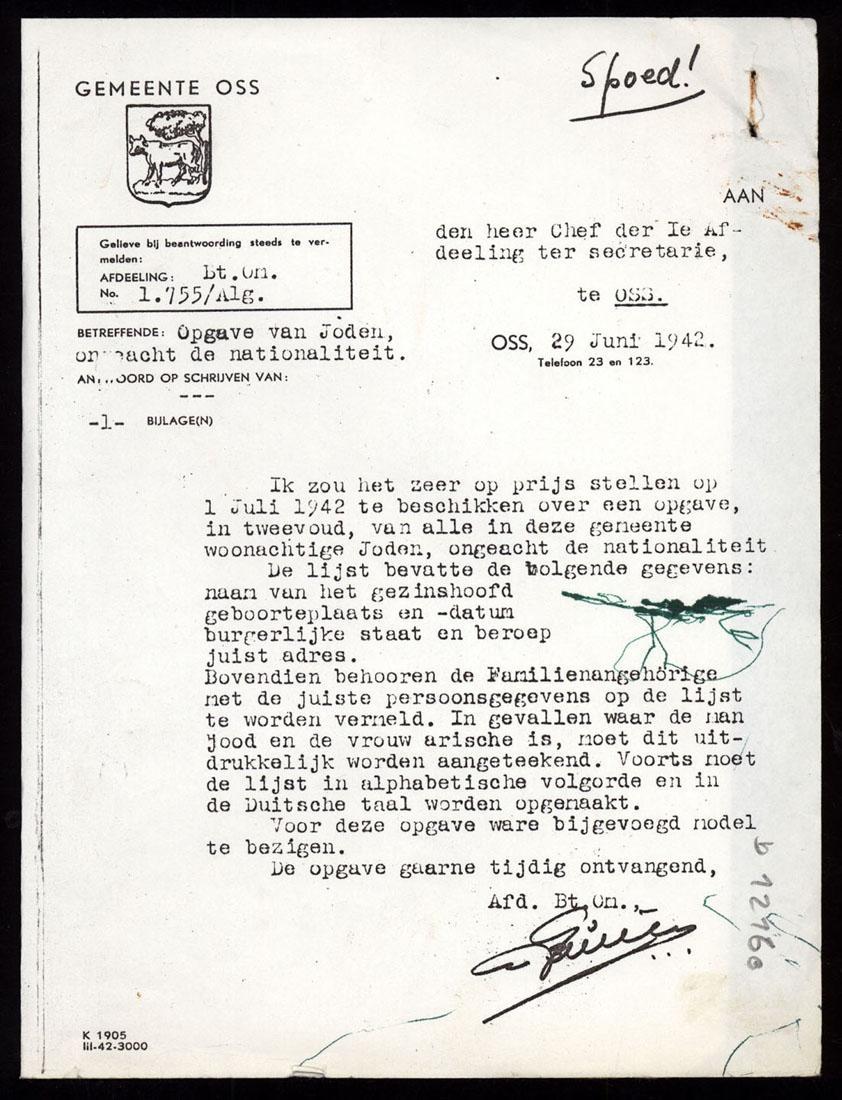 Spoed!
GEMEENTE OSS
AAN
den heer Chef der Ie Af-
deeling ter secretarie,
te OSS.
Gelieve bij beantwoording steeds te ver-
melden:
AFDEELING: Bt.Om.
No. 1.755/Alg.
BETREFFENDE: Opgave van Joden,
ongeacht de nationaliteit.
ANTWOORD OP SCHRIJVEN VAN:
---
-1- BIJLAGE(N)
OSS, 29 Juni 1942.
Telefoon 23 en 123.
Ik zou het zeer op prijs stellen op
1 Juli 1942 te beschikken over een opgave,
in tweevoud, van alle in deze gemeente
woonachtige Joden, ongeacht de nationaliteit
De lijst bevatte de volgende gegevens:
naam van het gezinshoofd
geboorteplaats en -datum
burgerlijke staat en beroep
juist adres.
Bovendien behooren de Familienangehörige
met de juiste persoonsgegevens op de lijst
te worden vermeld. In gevallen waar de man
jood en de vrouw arische is, moet dit uit-
drukkelijk worden aangeteekend. Voorts moet
de lijst in alphabetische volgorde en in
de Duitsche taal worden opgemaakt.
Voor deze opgave ware bijgevoegd model
te bezigen.
De opgave gaarne tijdig ontvangend,
Afd. Bt.Om.,
K 1905
III-42-3000